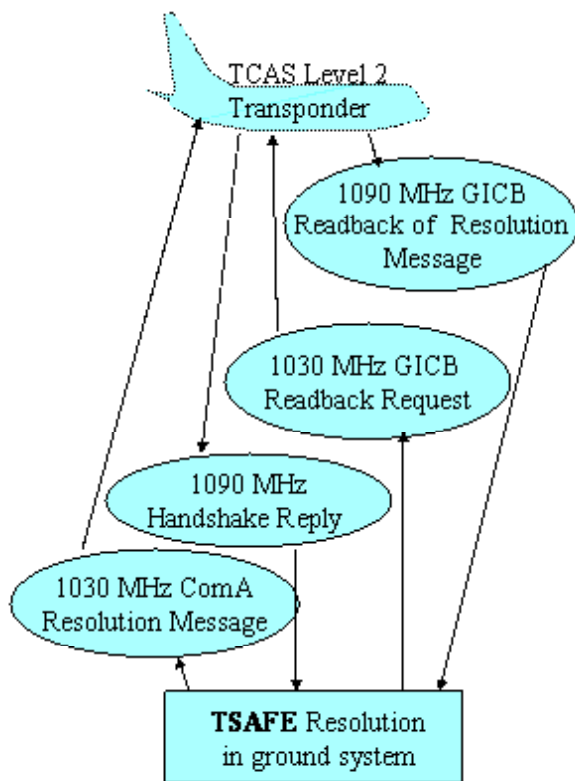 TCAS Level 2
Transponder
1090 MHz GICB
Readback of Resolution
Message
1030 MHz GICB
Readback Request
1090 MHz
Handshake Reply
1030 MHz ComA
Resolution Message
TSAFE Resolution
in ground system